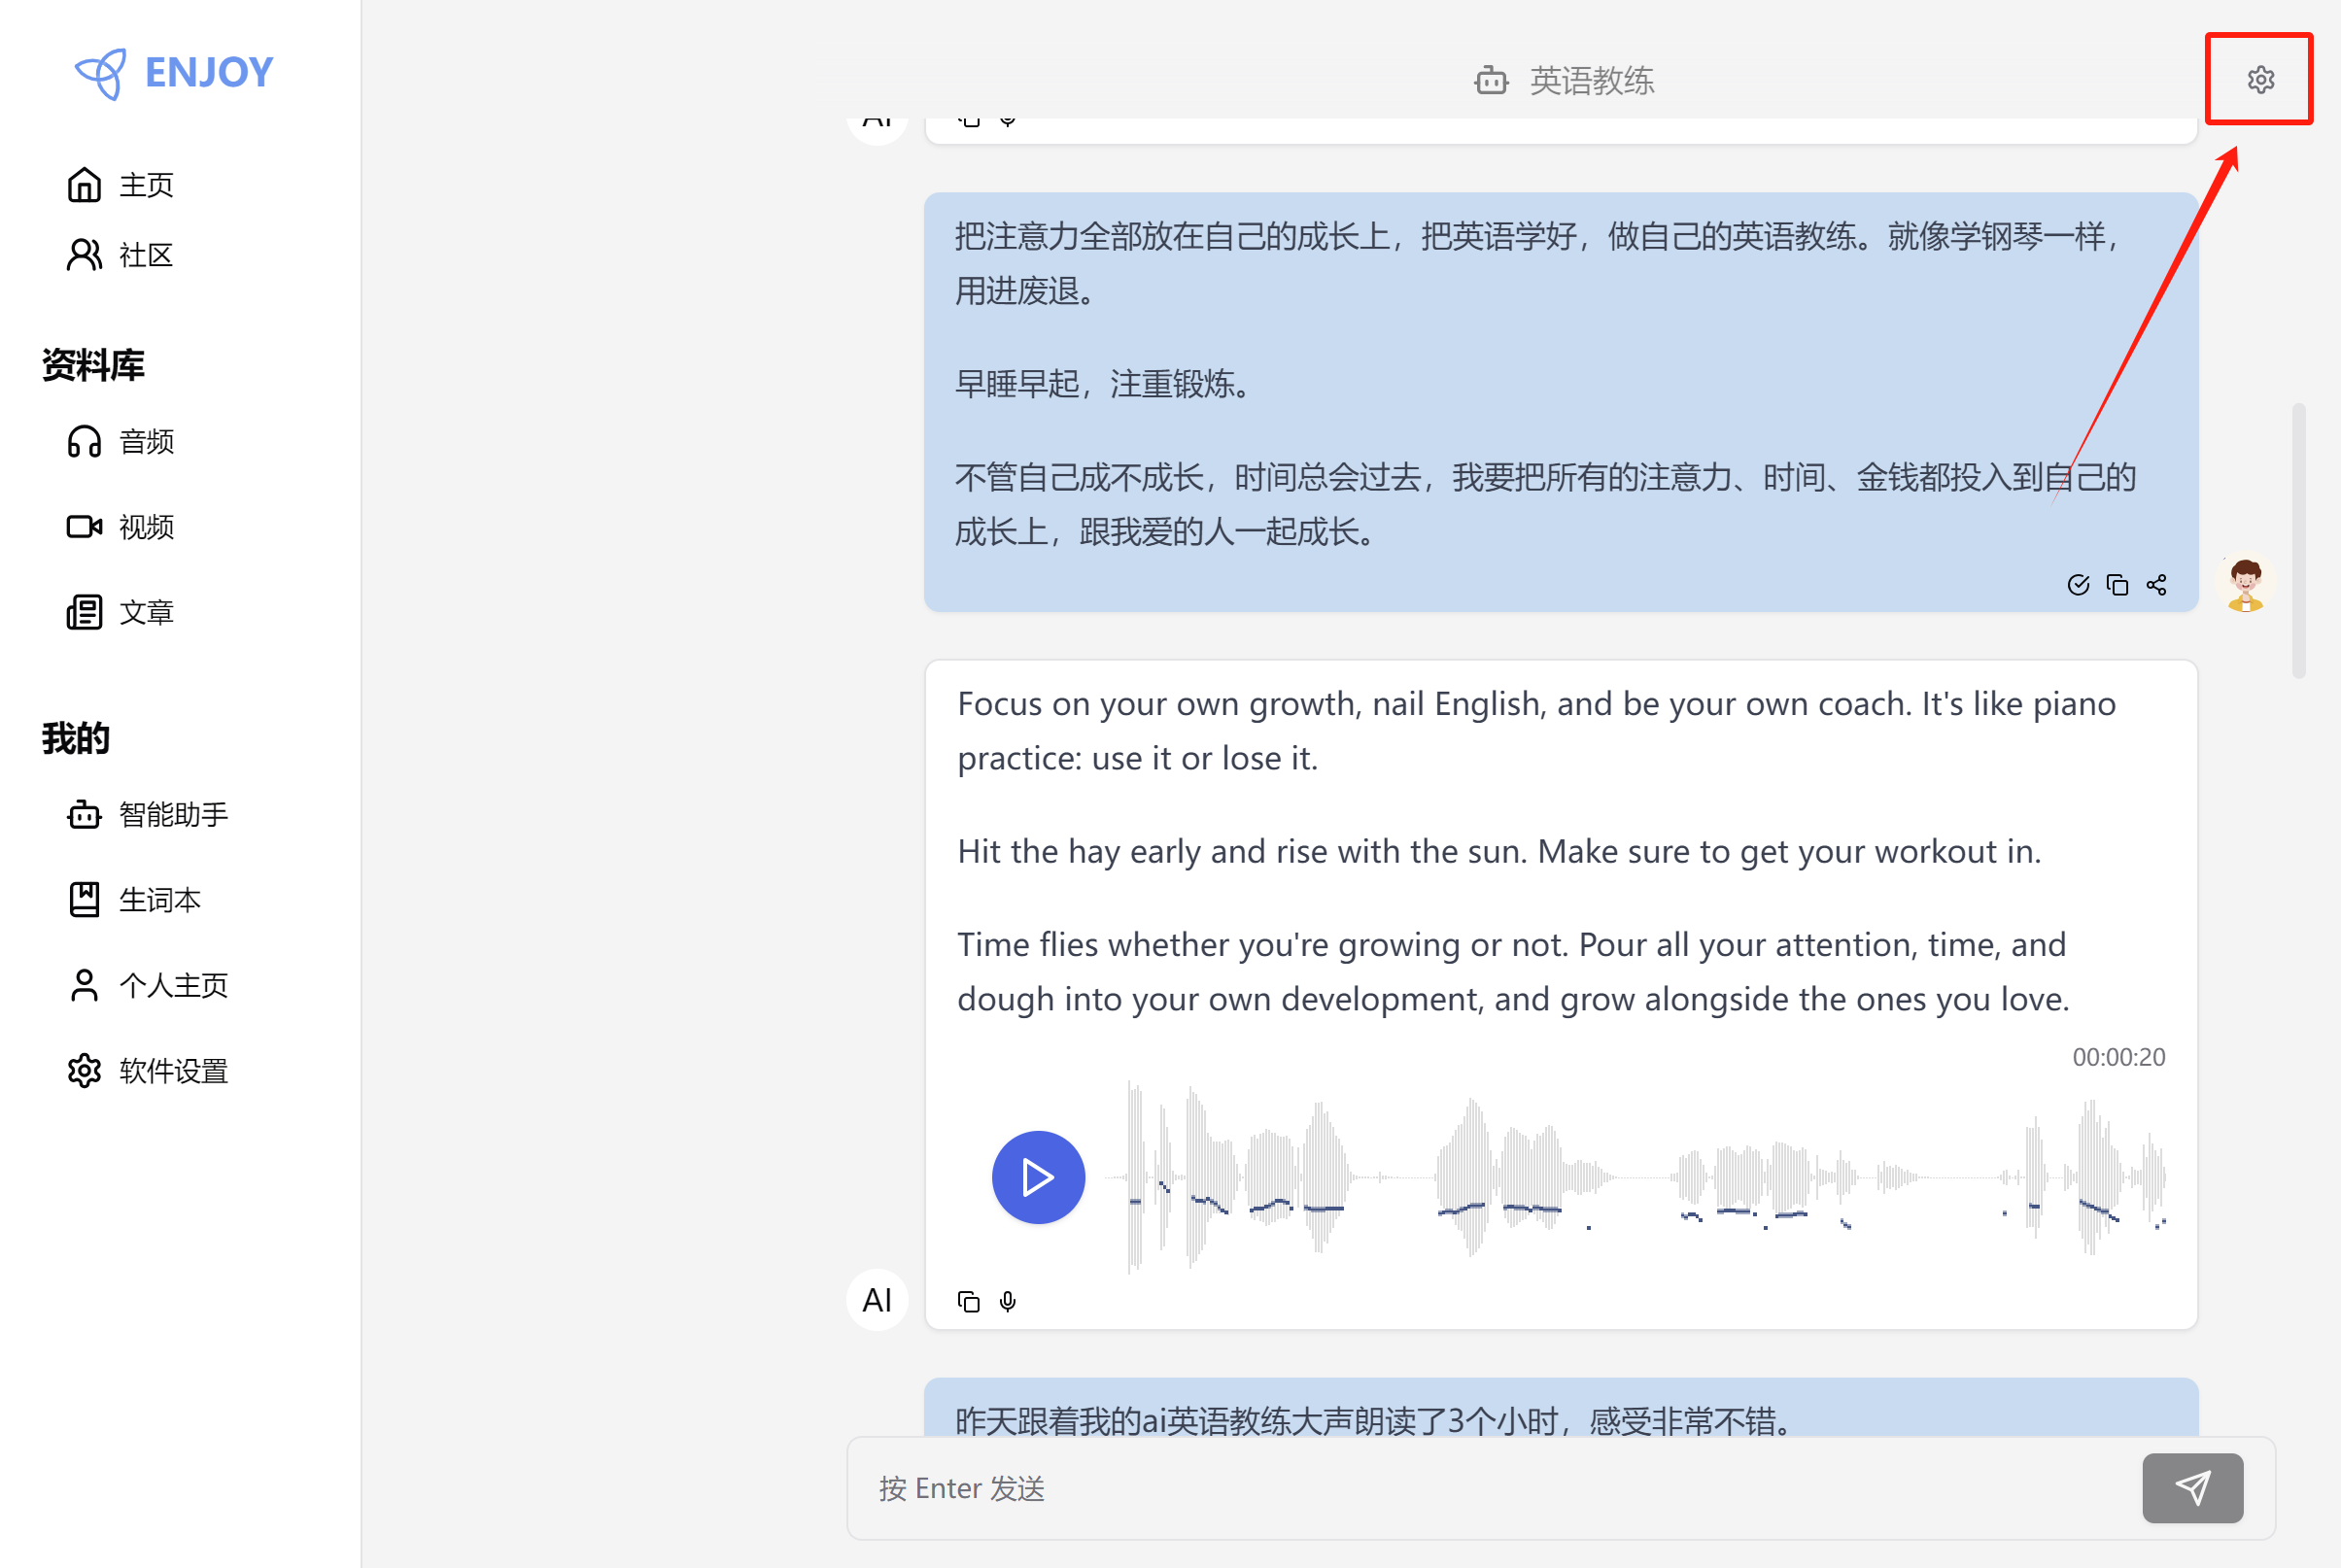 ENJOY
主页
社区
资料库
音频
视频
文章
我的
智能助手
生词本
个人主页
软件设置
英语教练
AI
把注意力全部放在自己的成长上，把英语学好，做自己的英语教练。就像学钢琴一样，
用进废退。
早睡早起，注重锻炼。
不管自己成不成长，时间总会过去，我要把所有的注意力、时间、金钱都投入到自己的
成长上，跟我爱的人一起成长。
Focus on your own growth, nail English, and be your own coach. It's like piano
practice: use it or lose it.
Hit the hay early and rise with the sun. Make sure to get your workout in.
Time flies whether you're growing or not. Pour all your attention, time, and
dough into your own development, and grow alongside the ones you love.
00:00:20
AI
昨天跟着我的ai英语教练大声朗读了3个小时，感受非常不错。
按 Enter 发送